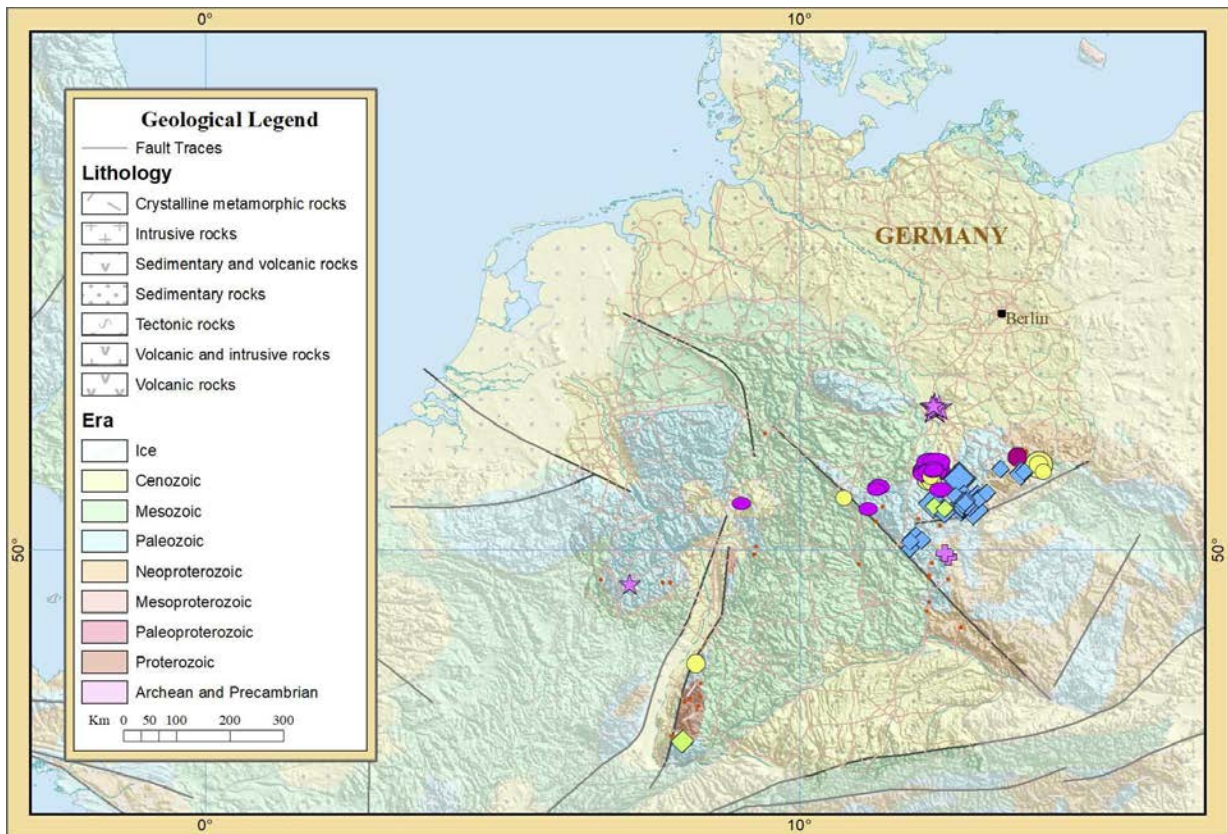 0°
10°
Geological Legend
Fault Traces
Lithology
Crystalline metamorphic rocks
Intrusive rocks
Sedimentary and volcanic rocks
Sedimentary rocks
Tectonic rocks
Volcanic and intrusive rocks
Volcanic rocks
Era
Ice
Cenozoic
Mesozoic
Paleozoic
Neoproterozoic
Mesoproterozoic
Paleoproterozoic
Proterozoic
Archean and Precambrian
Km 0 50 100 200 300
GERMANY
Berlin
50°
50°
0°
10°